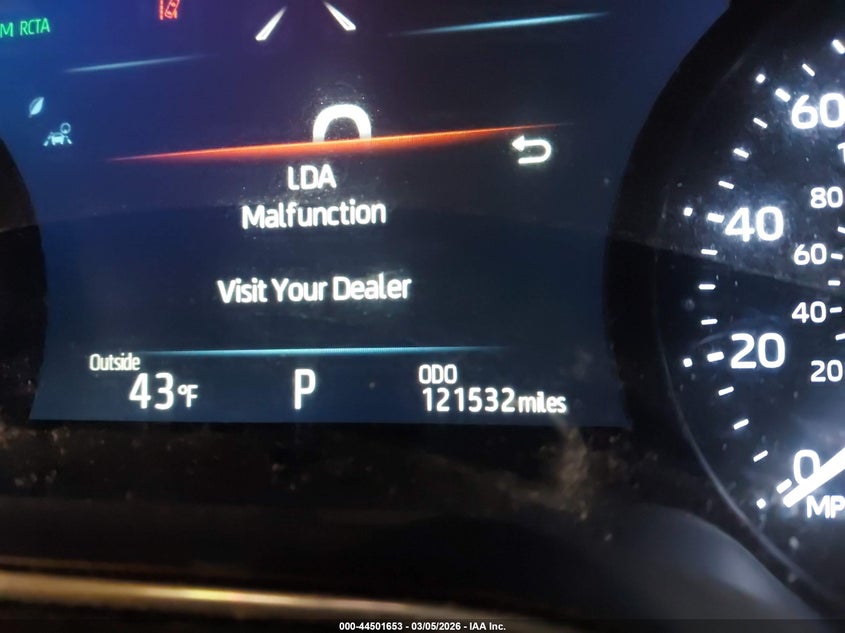 M RCTA
LDA
Malfunction
Visit Your Dealer
Outside
43°F
P
ODO
121532 miles
60
80
40
60
40
20
20
0
000-44501653 - 03/05/2026 - IAA Inc.